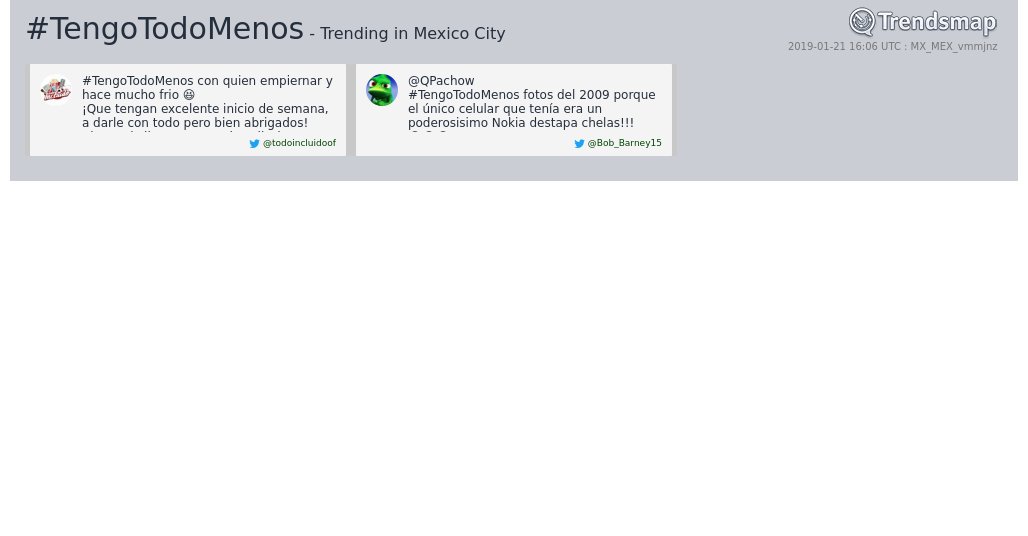 #TengoTodoMenos - Trending in Mexico City
Trendsmap
2019-01-21 16:06 UTC : MX_MEX_vmmjnz
#TengoTodoMenos con quien empiernar y
hace mucho frio 😆
¡Que tengan excelente inicio de semana,
a darle con todo pero bien abrigados!
@todoincluidoof
@QPachow
#TengoTodoMenos fotos del 2009 porque
el único celular que tenía era un
poderosisimo Nokia destapa chelas!!!
@Bob_Barney15